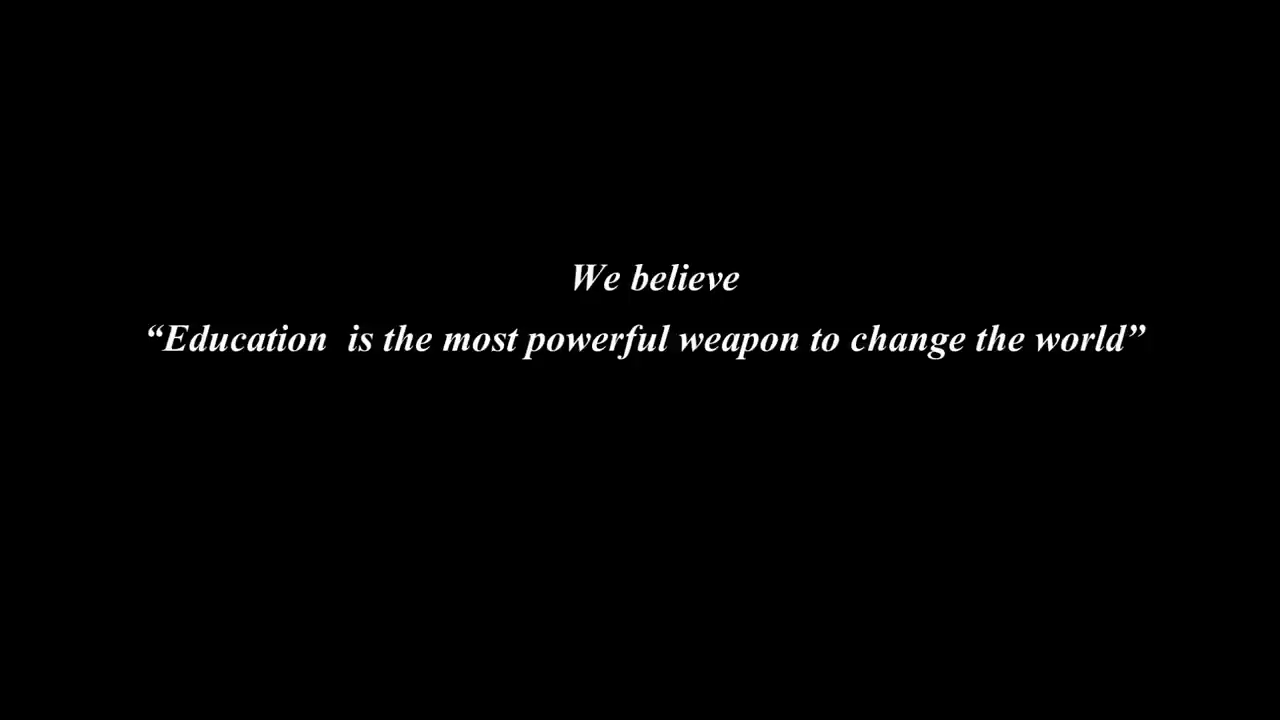 We believe
“Education  is the most powerful weapon to change the world”